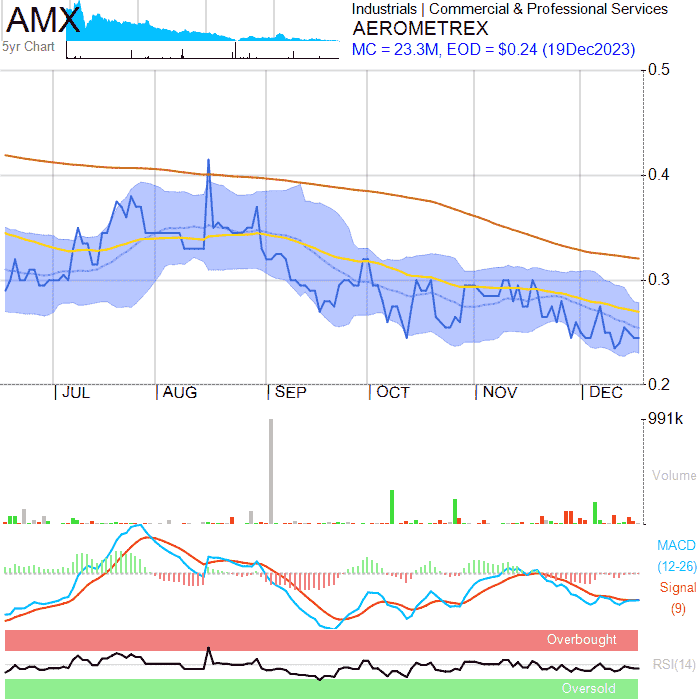 AMX
5yr Chart
Industrials | Commercial & Professional Services
AEROMETREX
MC = 23.3M, EOD = $0.24 (19Dec2023)
0.5
0.4
0.3
0.2
JUL AUG SEP OCT NOV DEC
991k
Volume
MACD
(12-26)
Signal
(9)
Overbought
RSI(14)
Oversold